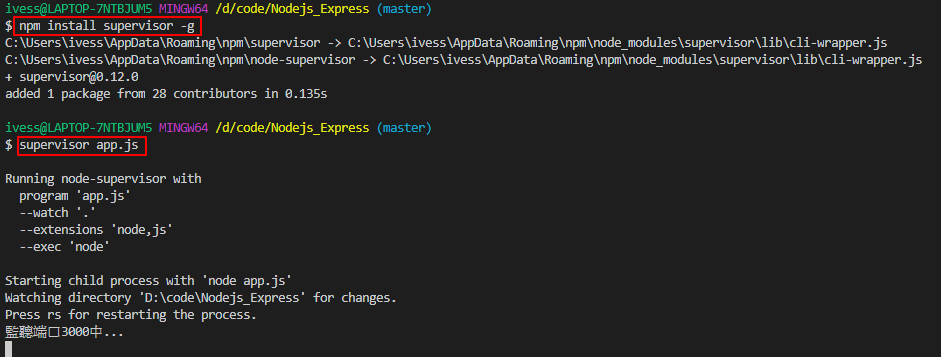 ivess@LAPTOP-7NTBJUM5 MINGW64 /d/code/Nodejs_Express (master)
$ npm install supervisor -g
C:\Users\ivess\AppData\Roaming\npm\supervisor -> C:\Users\ivess\AppData\Roaming\npm\node_modules\supervisor\lib\cli-wrapper.js
C:\Users\ivess\AppData\Roaming\npm\node-supervisor -> C:\Users\ivess\AppData\Roaming\npm\node_modules\supervisor\lib\cli-wrapper.js
+ supervisor@0.12.0
added 1 package from 28 contributors in 0.135s
ivess@LAPTOP-7NTBJUM5 MINGW64 /d/code/Nodejs_Express (master)
$ supervisor app.js
Running node-supervisor with
program 'app.js'
--watch '.'
--extensions 'node,js'
--exec 'node'
Starting child process with 'node app.js'
Watching directory 'D:\code\Nodejs_Express' for changes.
Press rs for restarting the process.
監聽端口3000中...